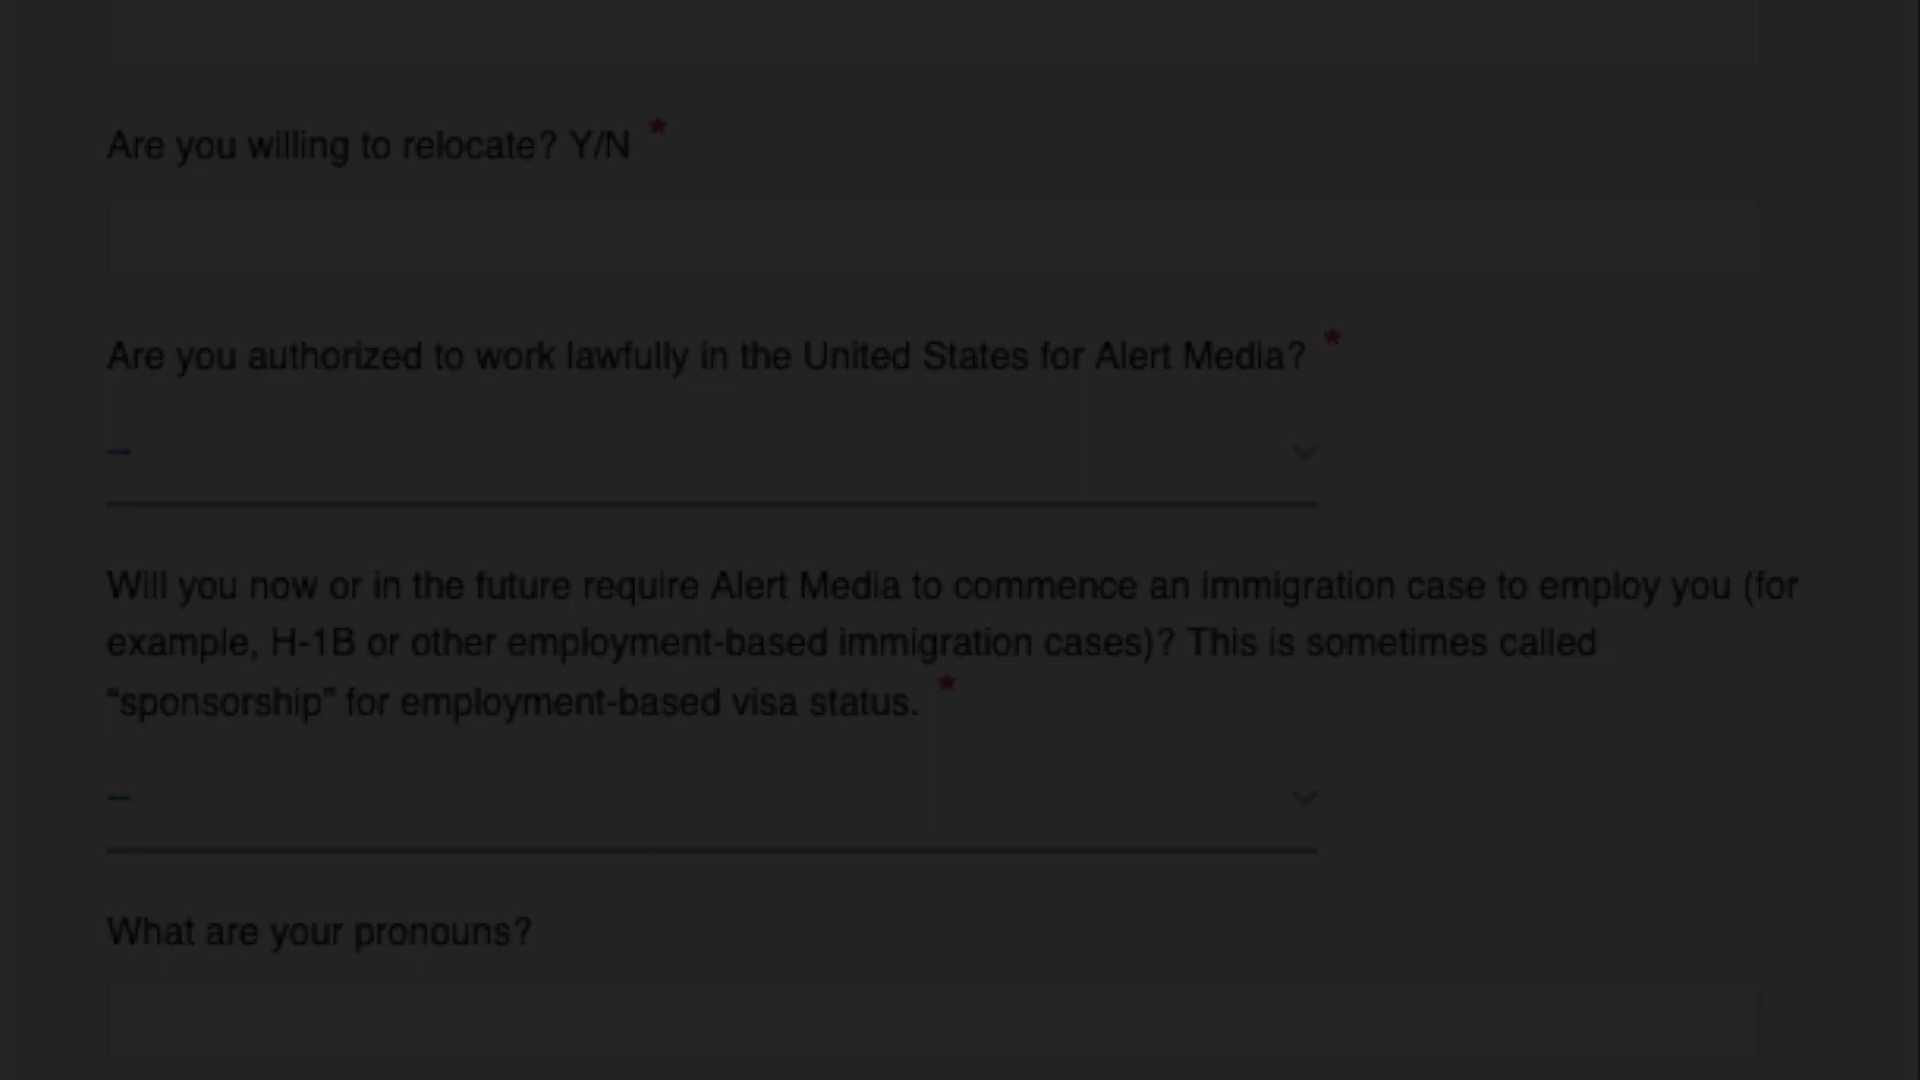 Are you willing to relocate? Y/N *
Are you authorized to work lawfully in the United States for Alert Media? *
--
Will you now or in the future require Alert Media to commence an immigration case to employ you (for
example, H-1B or other employment-based immigration cases)? This is sometimes called
“sponsorship” for employment-based visa status. *
--
What are your pronouns?